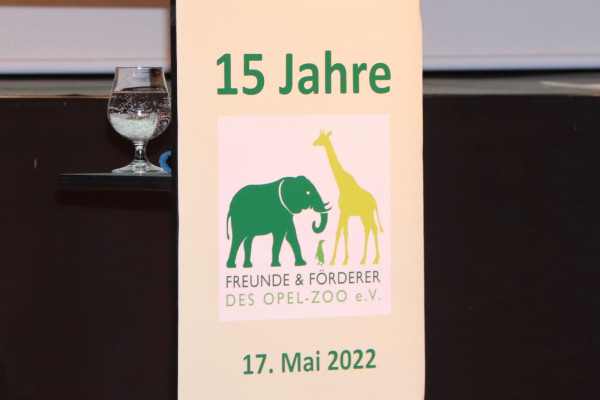 15 Jahre
FREUNDE & FÖRDERER
DES OPEL-ZOO e.V.
17. Mai 2022